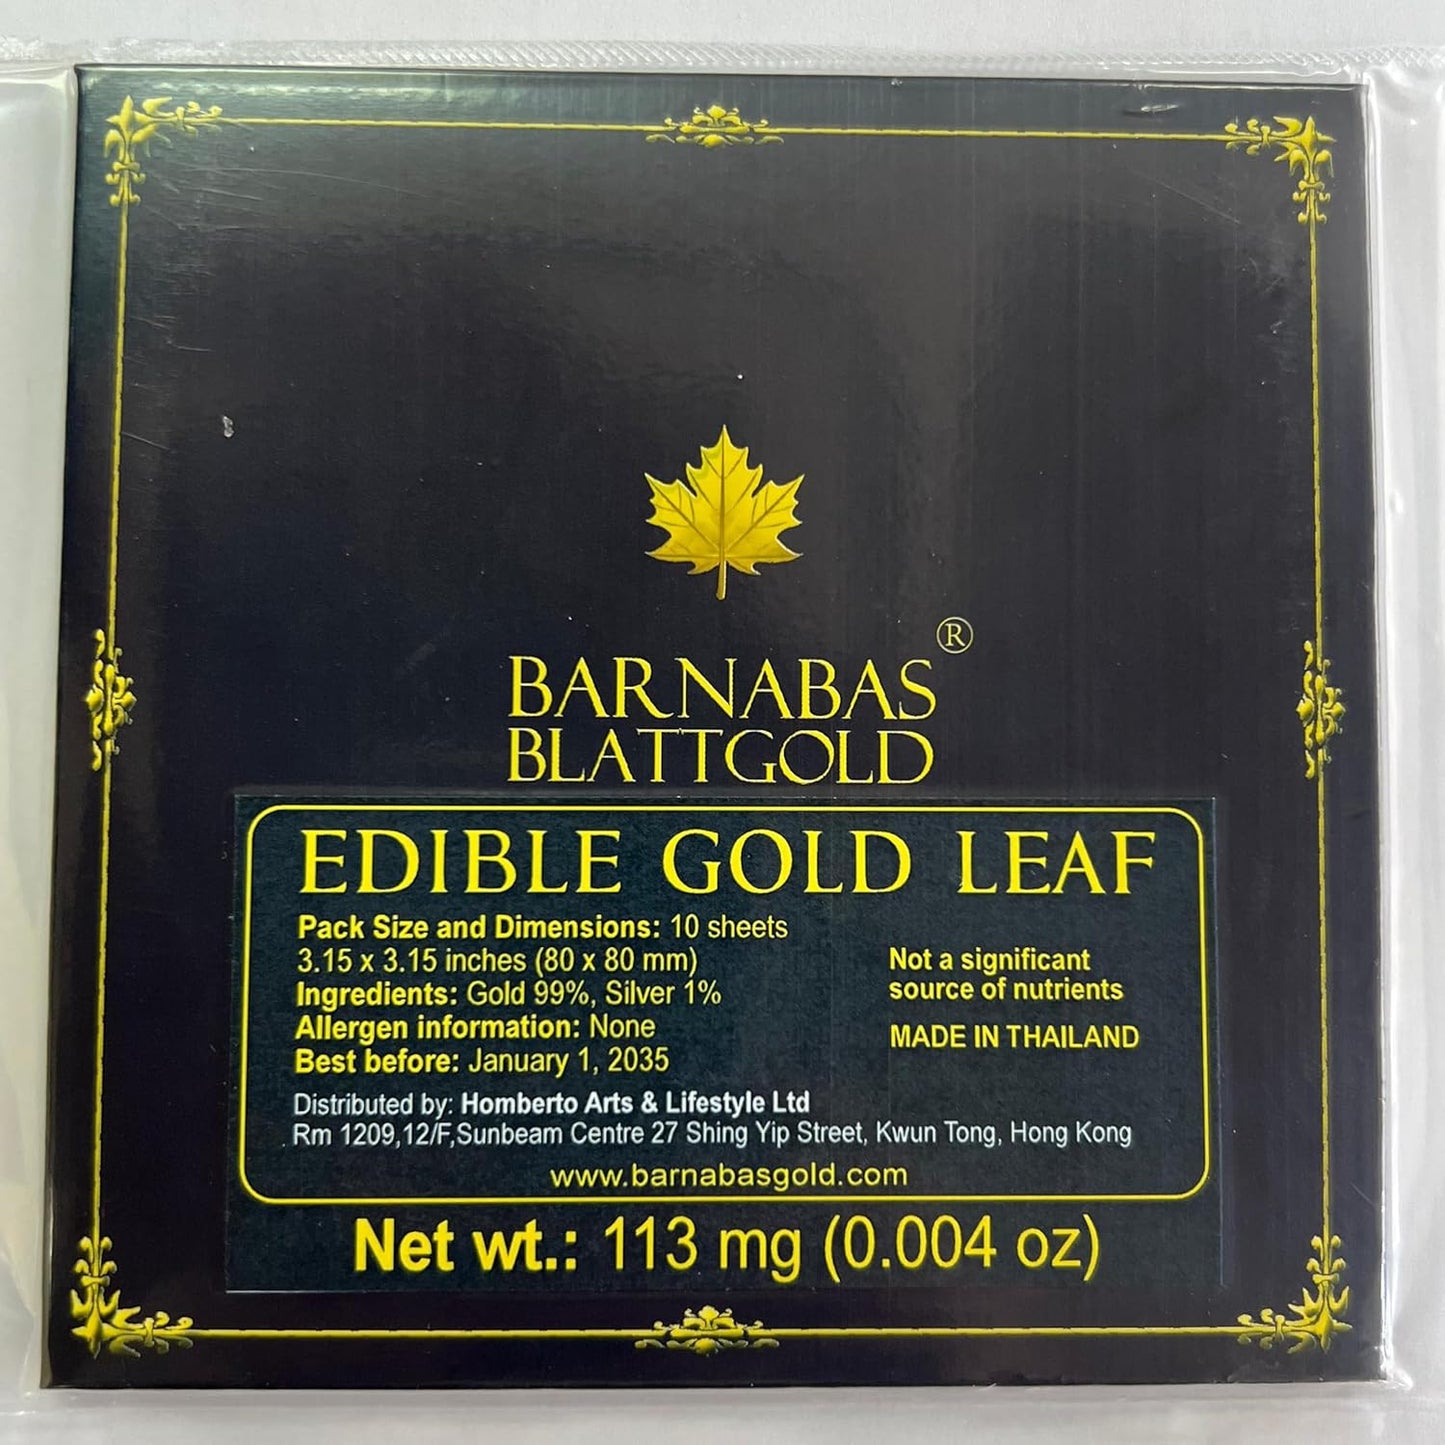 ®
BARNABAS
BLATTGOLD
EDIBLE GOLD LEAF
Pack Size and Dimensions: 10 sheets
3.15 x 3.15 inches (80 x 80 mm)
Ingredients: Gold 99%, Silver 1%
Allergen information: None
Best before: January 1, 2035
Not a significant
source of nutrients
MADE IN THAILAND
Distributed by: Homberto Arts & Lifestyle Ltd
Rm 1209,12/F,Sunbeam Centre 27 Shing Yip Street, Kwun Tong, Hong Kong
www.barnabasgold.com
Net wt.: 113 mg (0.004 oz)